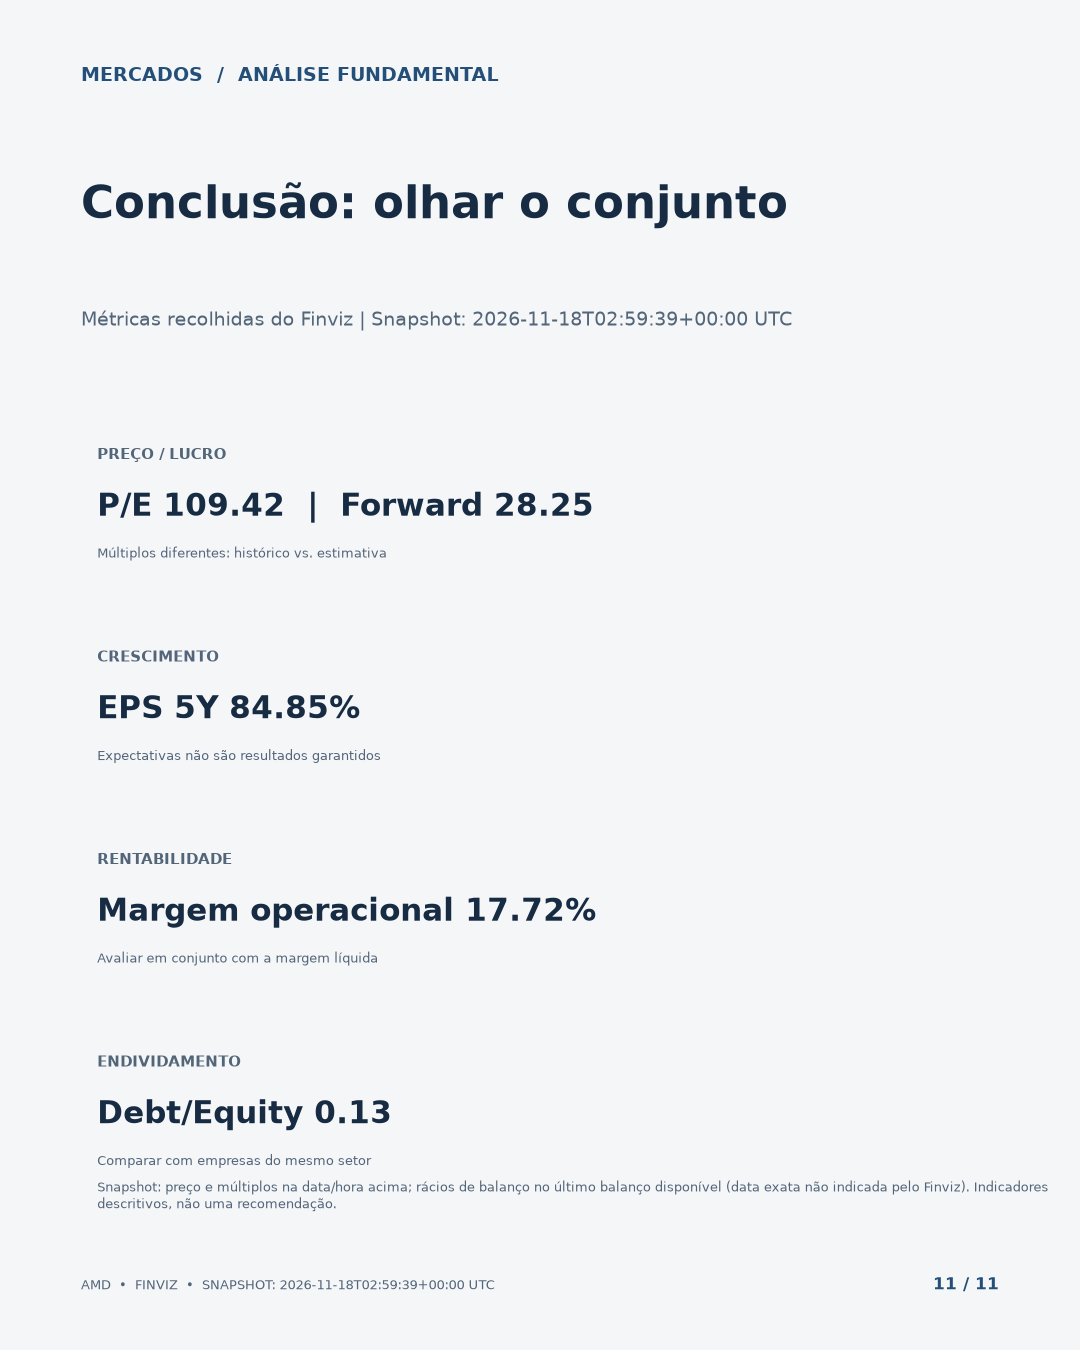 MERCADOS / ANÁLISE FUNDAMENTAL
Conclusão: olhar o conjunto
Métricas recolhidas do Finviz | Snapshot: 2026-11-18T02:59:39+00:00 UTC
PREÇO / LUCRO
P/E 109.42 | Forward 28.25
Múltiplos diferentes: histórico vs. estimativa
CRESCIMENTO
EPS 5Y 84.85%
Expectativas não são resultados garantidos
RENTABILIDADE
Margem operacional 17.72%
Avaliar em conjunto com a margem líquida
ENDIVIDAMENTO
Debt/Equity 0.13
Comparar com empresas do mesmo setor
Snapshot: preço e múltiplos na data/hora acima; rácios de balanço no último balanço disponível (data exata não indicada pelo Finviz). Indicadores
descritivos, não uma recomendação.
AMD • FINVIZ • SNAPSHOT: 2026-11-18T02:59:39+00:00 UTC
11 / 11